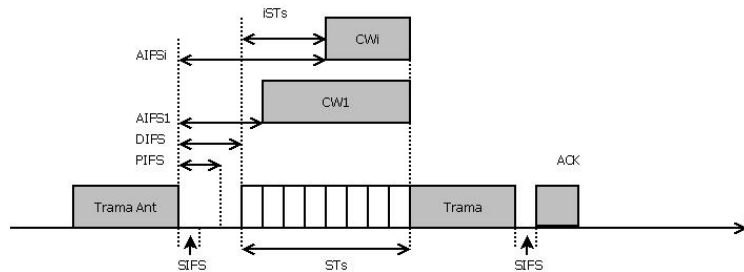 iSTs
AIFSi
CWi
AIFS1
CW1
DIFS
PIFS
ACK
Trama Ant
Trama
SIFS
STs
SIFS